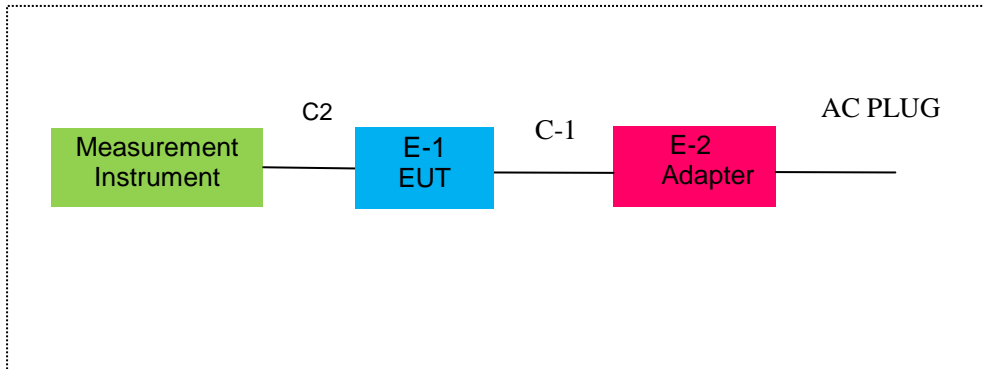 C2
C-1
AC PLUG
Measurement
Instrument
E-1
EUT
E-2
Adapter